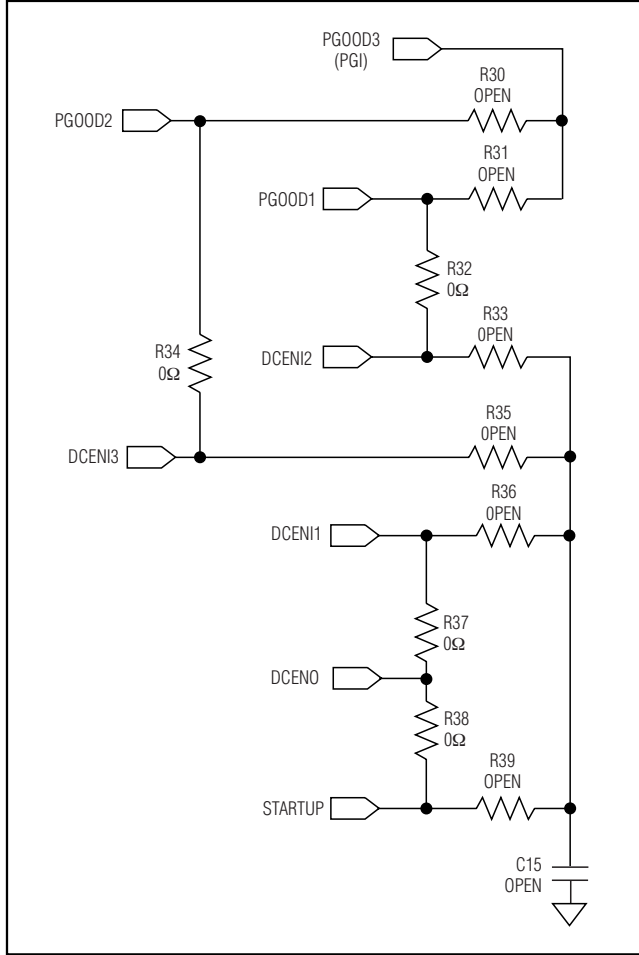 PGOOD3
(PGI)
R30
OPEN
PGOOD2
R31
OPEN
PGOOD1
R32
0Ω
R33
OPEN
R34
0Ω
DCENI2
R35
OPEN
DCENI3
R36
OPEN
DCENI1
R37
0Ω
DCENO
R38
0Ω
R39
OPEN
STARTUP
C15
OPEN